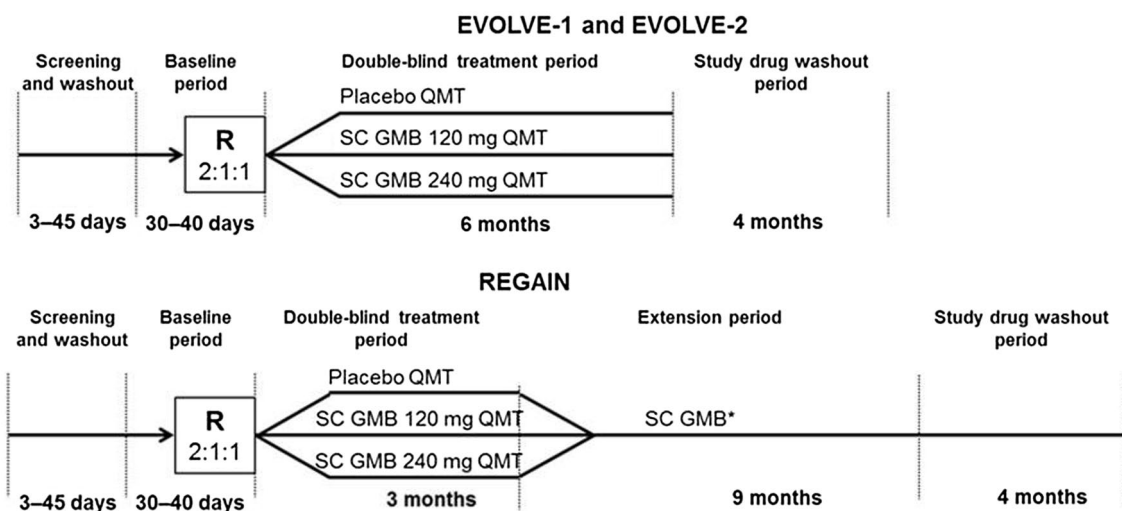 EVOLVE-1 and EVOLVE-2
Screening and washout
Baseline period
Double-blind treatment period
Study drug washout period
Placebo QMT
R
2:1:1
SC GMB 120 mg QMT
SC GMB 240 mg QMT
3–45 days
30–40 days
6 months
4 months
REGAIN
Screening and washout
Baseline period
Double-blind treatment period
Extension period
Study drug washout period
Placebo QMT
R
2:1:1
SC GMB 120 mg QMT
SC GMB*
SC GMB 240 mg QMT
3–45 days
30–40 days
3 months
9 months
4 months